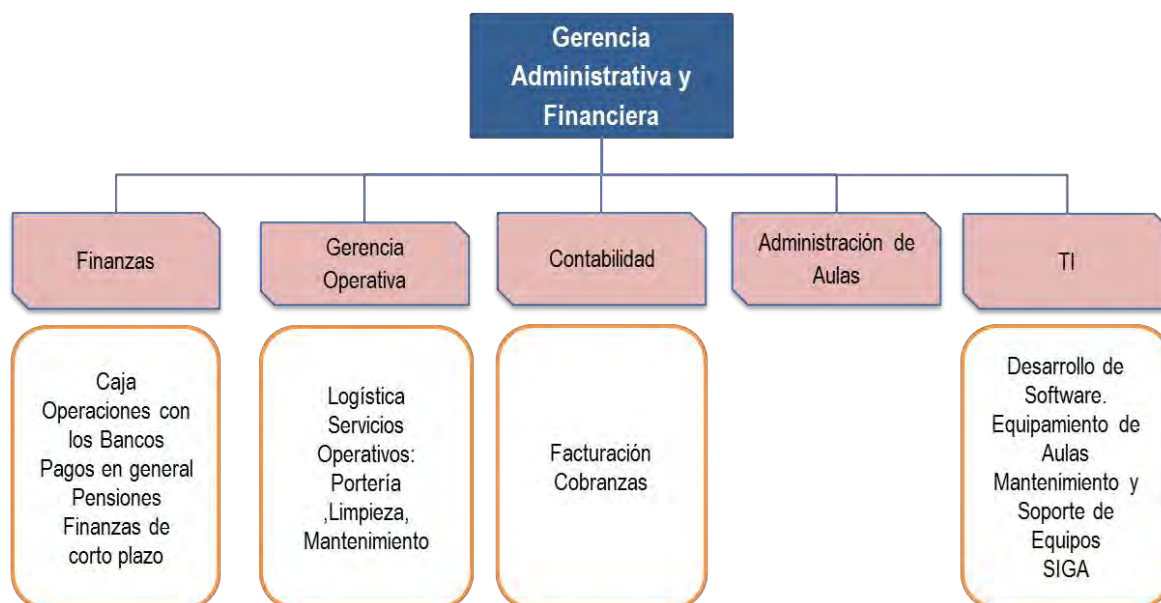 Gerencia
Administrativa y
Financiera
Finanzas
Gerencia
Operativa
Contabilidad
Administración de
Aulas
TI
Caja
Operaciones con
los Bancos
Pagos en general
Pensiones
Finanzas de
corto plazo
Logística
Servicios
Operativos:
Portería
,Limpieza,
Mantenimiento
Facturación
Cobranzas
Desarrollo de
Software.
Equipamiento de
Aulas
Mantenimiento y
Soporte de
Equipos
SIGA